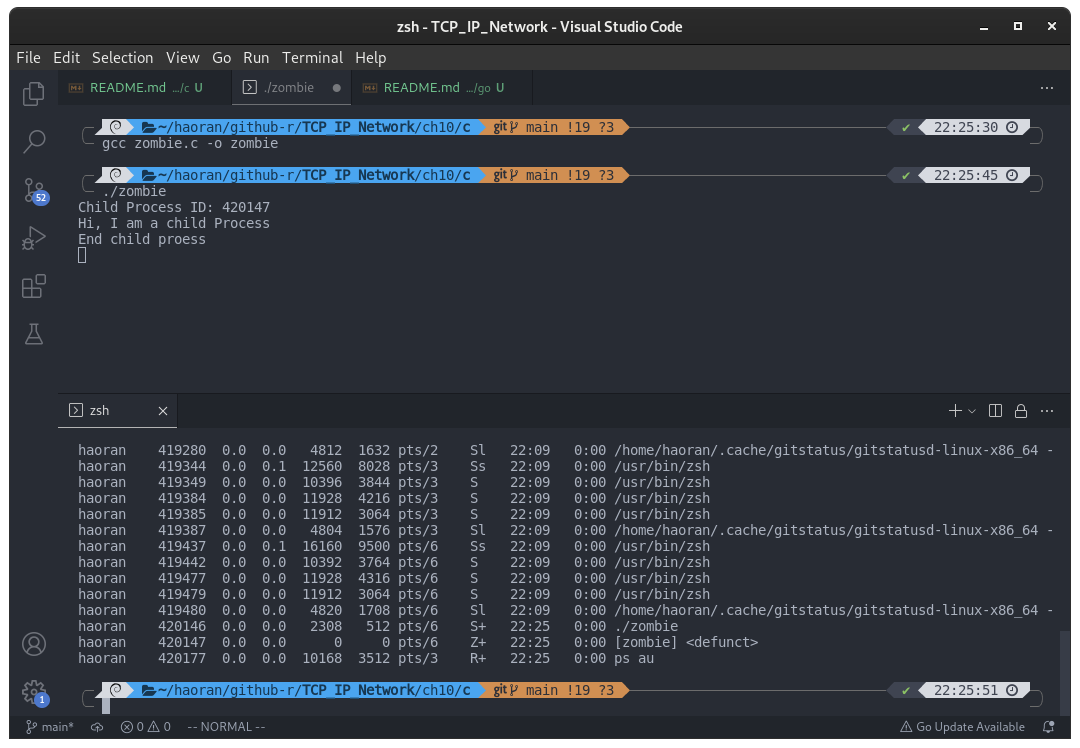 zsh - TCP_IP_Network - Visual Studio Code
File Edit Selection View Go Run Terminal Help
README.md .../c U ./zombie README.md .../go U
~/haoran/github-r/TCP_IP_Network/ch10/c git main !19 ?3 ✔ 22:25:30
gcc zombie.c -o zombie
~/haoran/github-r/TCP_IP_Network/ch10/c git main !19 ?3 ✔ 22:25:45
./zombie
Child Process ID: 420147
Hi, I am a child Process
End child proess
52
zsh
haoran 419280 0.0 0.0 4812 1632 pts/2 Sl 22:09 0:00 /home/haoran/.cache/gitstatus/gitstatusd-linux-x86_64 -
haoran 419344 0.0 0.1 12560 8028 pts/3 Ss 22:09 0:00 /usr/bin/zsh
haoran 419349 0.0 0.0 10396 3844 pts/3 S 22:09 0:00 /usr/bin/zsh
haoran 419384 0.0 0.0 11928 4216 pts/3 S 22:09 0:00 /usr/bin/zsh
haoran 419385 0.0 0.0 11912 3064 pts/3 S 22:09 0:00 /usr/bin/zsh
haoran 419387 0.0 0.0 4804 1576 pts/3 Sl 22:09 0:00 /home/haoran/.cache/gitstatus/gitstatusd-linux-x86_64 -
haoran 419437 0.0 0.1 16160 9500 pts/6 Ss 22:09 0:00 /usr/bin/zsh
haoran 419442 0.0 0.0 10392 3764 pts/6 S 22:09 0:00 /usr/bin/zsh
haoran 419477 0.0 0.0 11928 4316 pts/6 S 22:09 0:00 /usr/bin/zsh
haoran 419479 0.0 0.0 11912 3064 pts/6 S 22:09 0:00 /usr/bin/zsh
haoran 419480 0.0 0.0 4820 1708 pts/6 Sl 22:09 0:00 /home/haoran/.cache/gitstatus/gitstatusd-linux-x86_64 -
haoran 420146 0.0 0.0 2308 512 pts/6 S+ 22:25 0:00 ./zombie
haoran 420147 0.0 0.0 0 0 pts/6 Z+ 22:25 0:00 [zombie] <defunct>
haoran 420177 0.0 0.0 10168 3512 pts/3 R+ 22:25 0:00 ps au
~/haoran/github-r/TCP_IP_Network/ch10/c git main !19 ?3 ✔ 22:25:51
1
main* 0 0 -- NORMAL -- Go Update Available